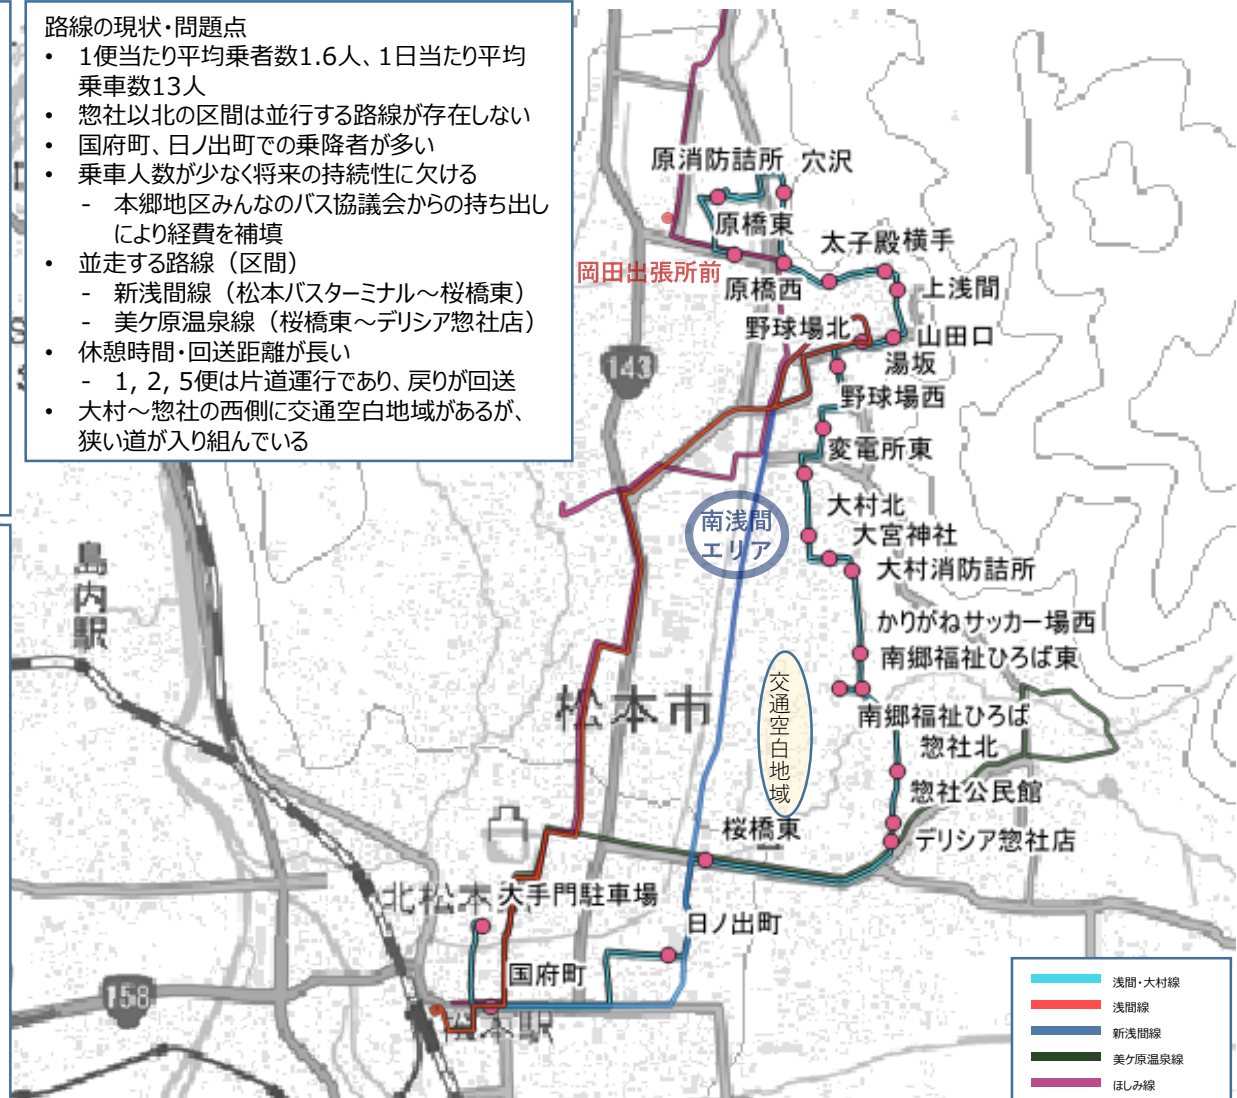 路線の現状・問題点
• 1便当たり平均乗者数1.6人、1日当たり平均
乗車数13人
• 惣社以北の区間は並行する路線が存在しない
• 国府町、日ノ出町での乗降者が多い
• 乗車人数が少なく将来の持続性に欠ける
- 本郷地区みんなのバス協議会からの持ち出し
により経費を補填
• 並走する路線（区間）
- 新浅間線（松本バスターミナル～桜橋東）
- 美ケ原温泉線（桜橋東～デリシア惣社店）
• 休憩時間・回送距離が長い
- 1, 2, 5便は片道運行であり、戻りが回送
• 大村～惣社の西側に交通空白地域があるが、
狭い道が入り組んでいる
原消防詰所
穴沢
原橋東
太子殿横手
岡田出張所前
原橋西
上浅間
野球場北
山田口
湯坂
143
野球場西
変電所東
大村北
南浅間
エリア
大宮神社
大村消防詰所
島内駅
かりがねサッカー場西
南郷福祉ひろば東
交通空白地域
松本市
南郷福祉ひろば
惣社北
惣社公民館
桜橋東
デリシア惣社店
北松本
大手門駐車場
日ノ出町
国府町
158
松本駅
浅間・大村線
浅間線
新浅間線
美ケ原温泉線
ほしみ線